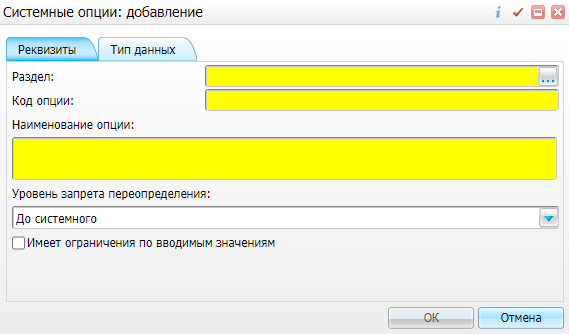 Системные опции: добавление
Реквизиты
Тип данных
Раздел:
...
Код опции:
Наименование опции:
Уровень запрета переопределения:
До системного
Имеет ограничения по вводимым значениям
ОК
Отмена